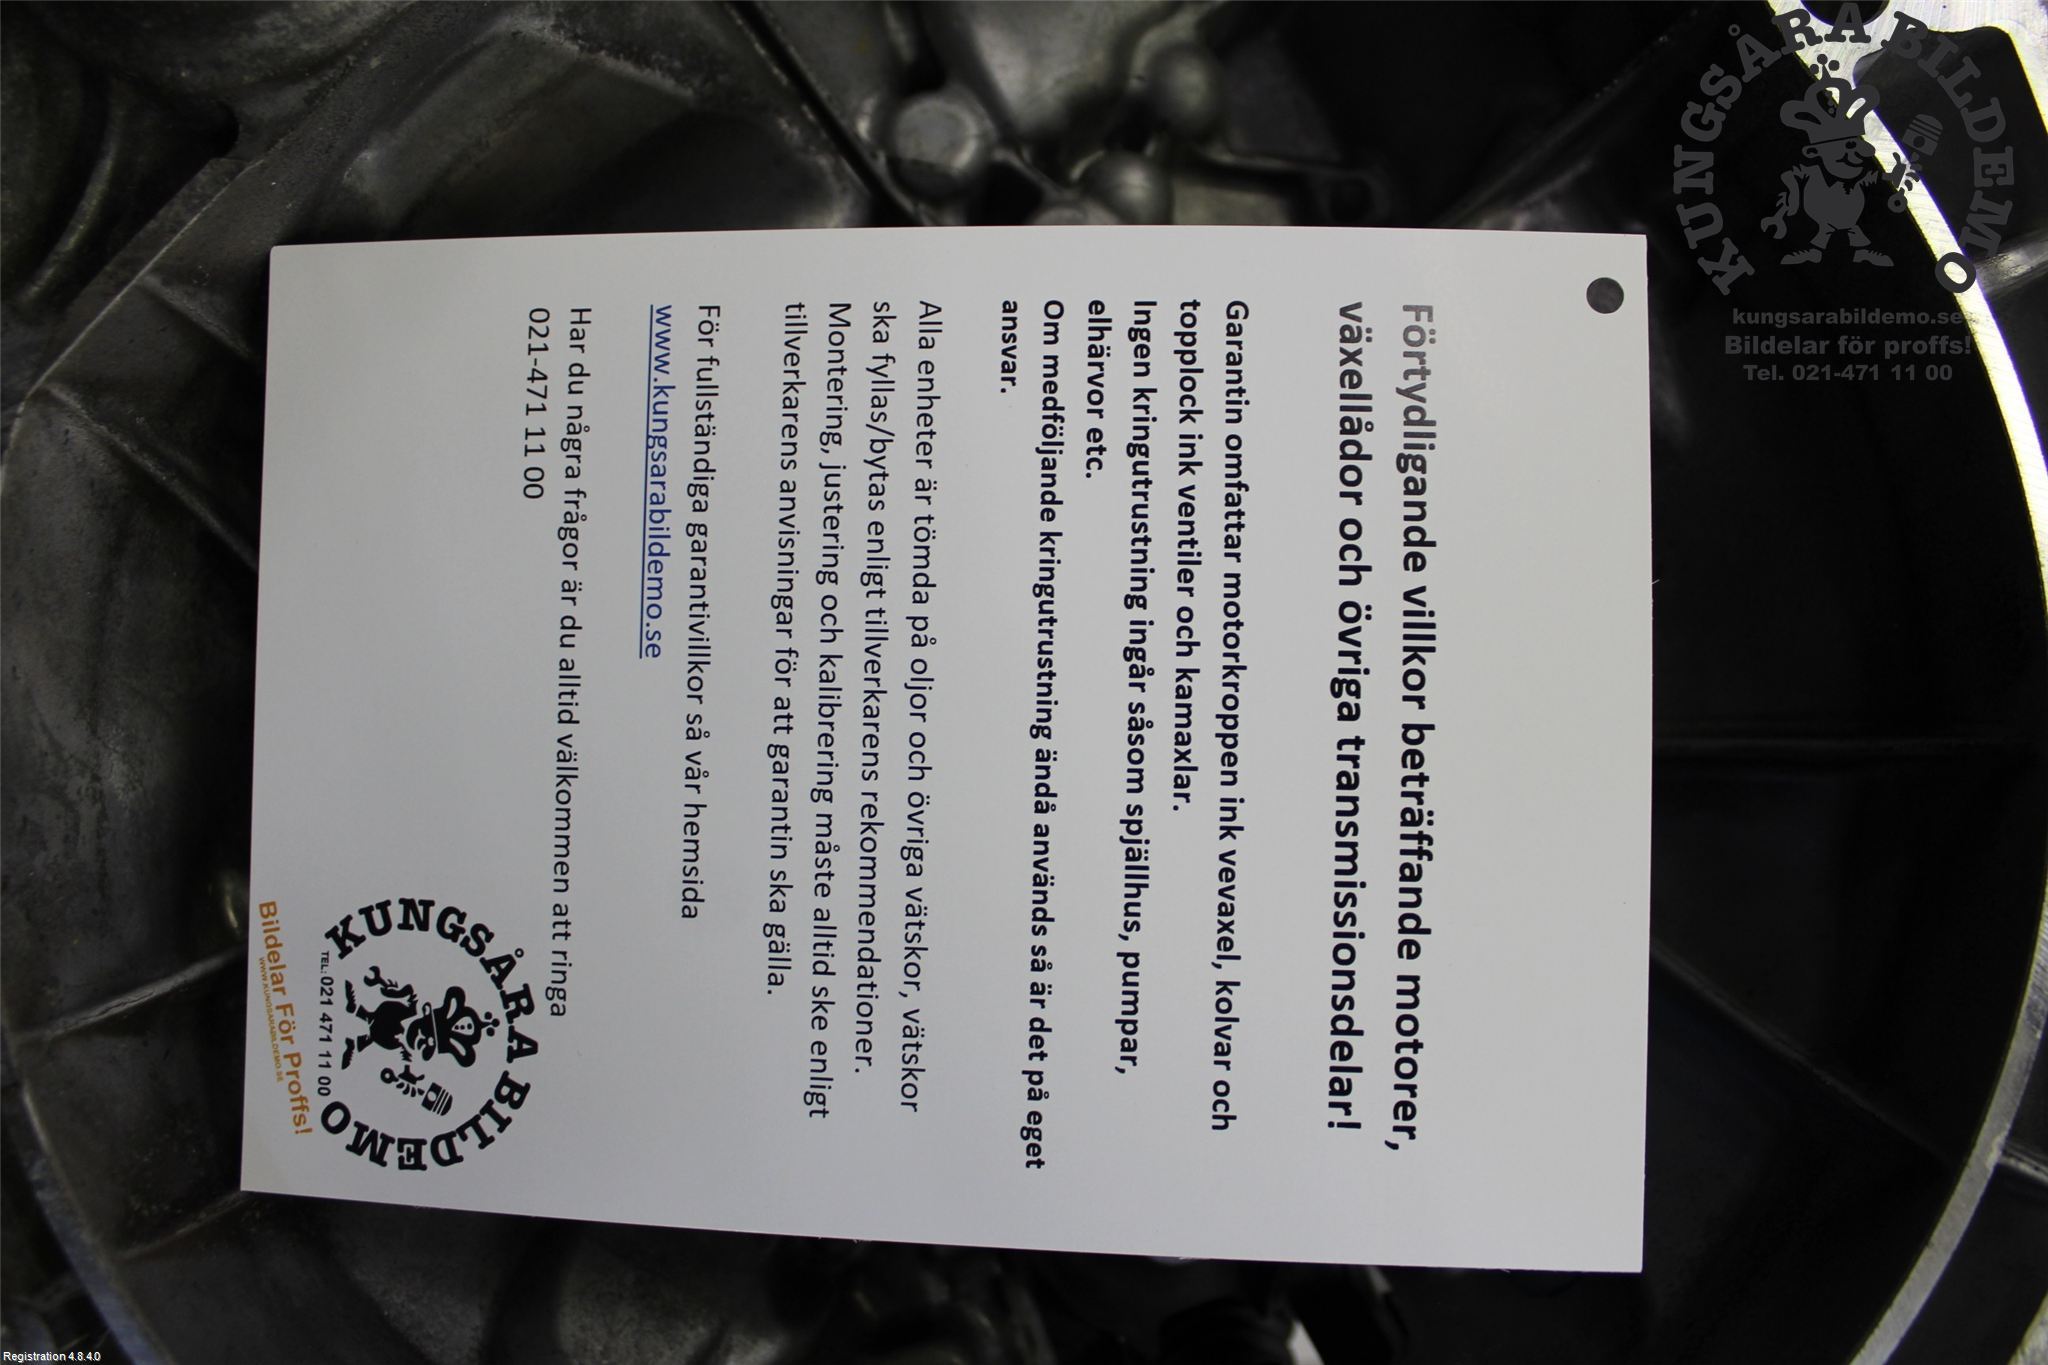 KUNGSÅRA BILDEMO
kungsarabildemo.se
Bildelar för proffs!
Tel. 021-471 11 00
Förtydligande villkor beträffande motorer,
växellådor och övriga transmissionsdelar!
Garantin omfattar motorkroppen ink vevaxel, kolvar och
topplock ink ventiler och kamaxlar.
Ingen kringutrustning ingår såsom spjällhus, pumpar,
elhärvor etc.
Om medföljande kringutrustning ändå används så är det på eget
ansvar.
Alla enheter är tömda på oljor och övriga vätskor, vätskor
ska fyllas/bytas enligt tillverkarens rekommendationer.
Montering, justering och kalibrering måste alltid ske enligt
tillverkarens anvisningar för att garantin ska gälla.
För fullständiga garantivillkor så vår hemsida
www.kungsarabildemo.se
Har du några frågor är du alltid välkommen att ringa
021-471 11 00
KUNGSÅRA BILDEMO
TEL: 021 471 11 00
WWW.KUNGSARABILDEMO.SE
Bildelar För Proffs!
Registration 4.8.4.0